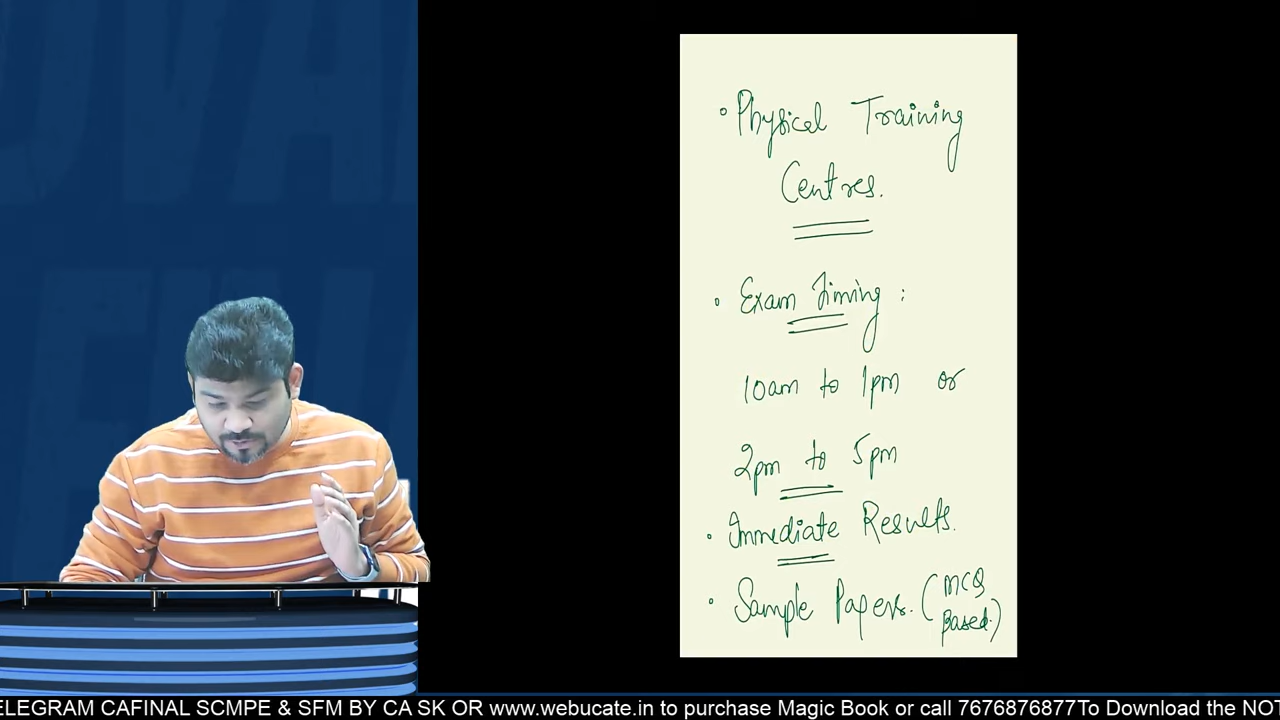 • Physical Training
Centres.
• Exam Timing :
10am to 1pm or
2pm to 5pm
• Immediate Results.
• Sample Papers. (MCQ
Based.)
ELEGRAM CAFINAL SCMPE & SFM BY CA SK OR www.webucate.in to purchase Magic Book or call 7676876877To Download the NOT